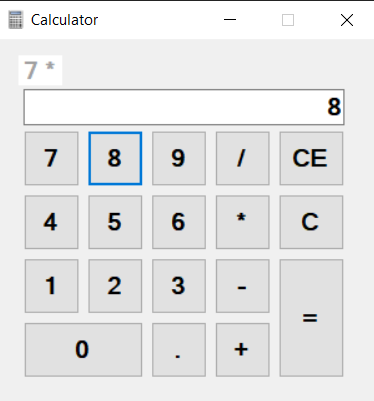 Calculator
7 *
8
7 8 9 / CE
4 5 6 * C
1 2 3 - =
0 . +